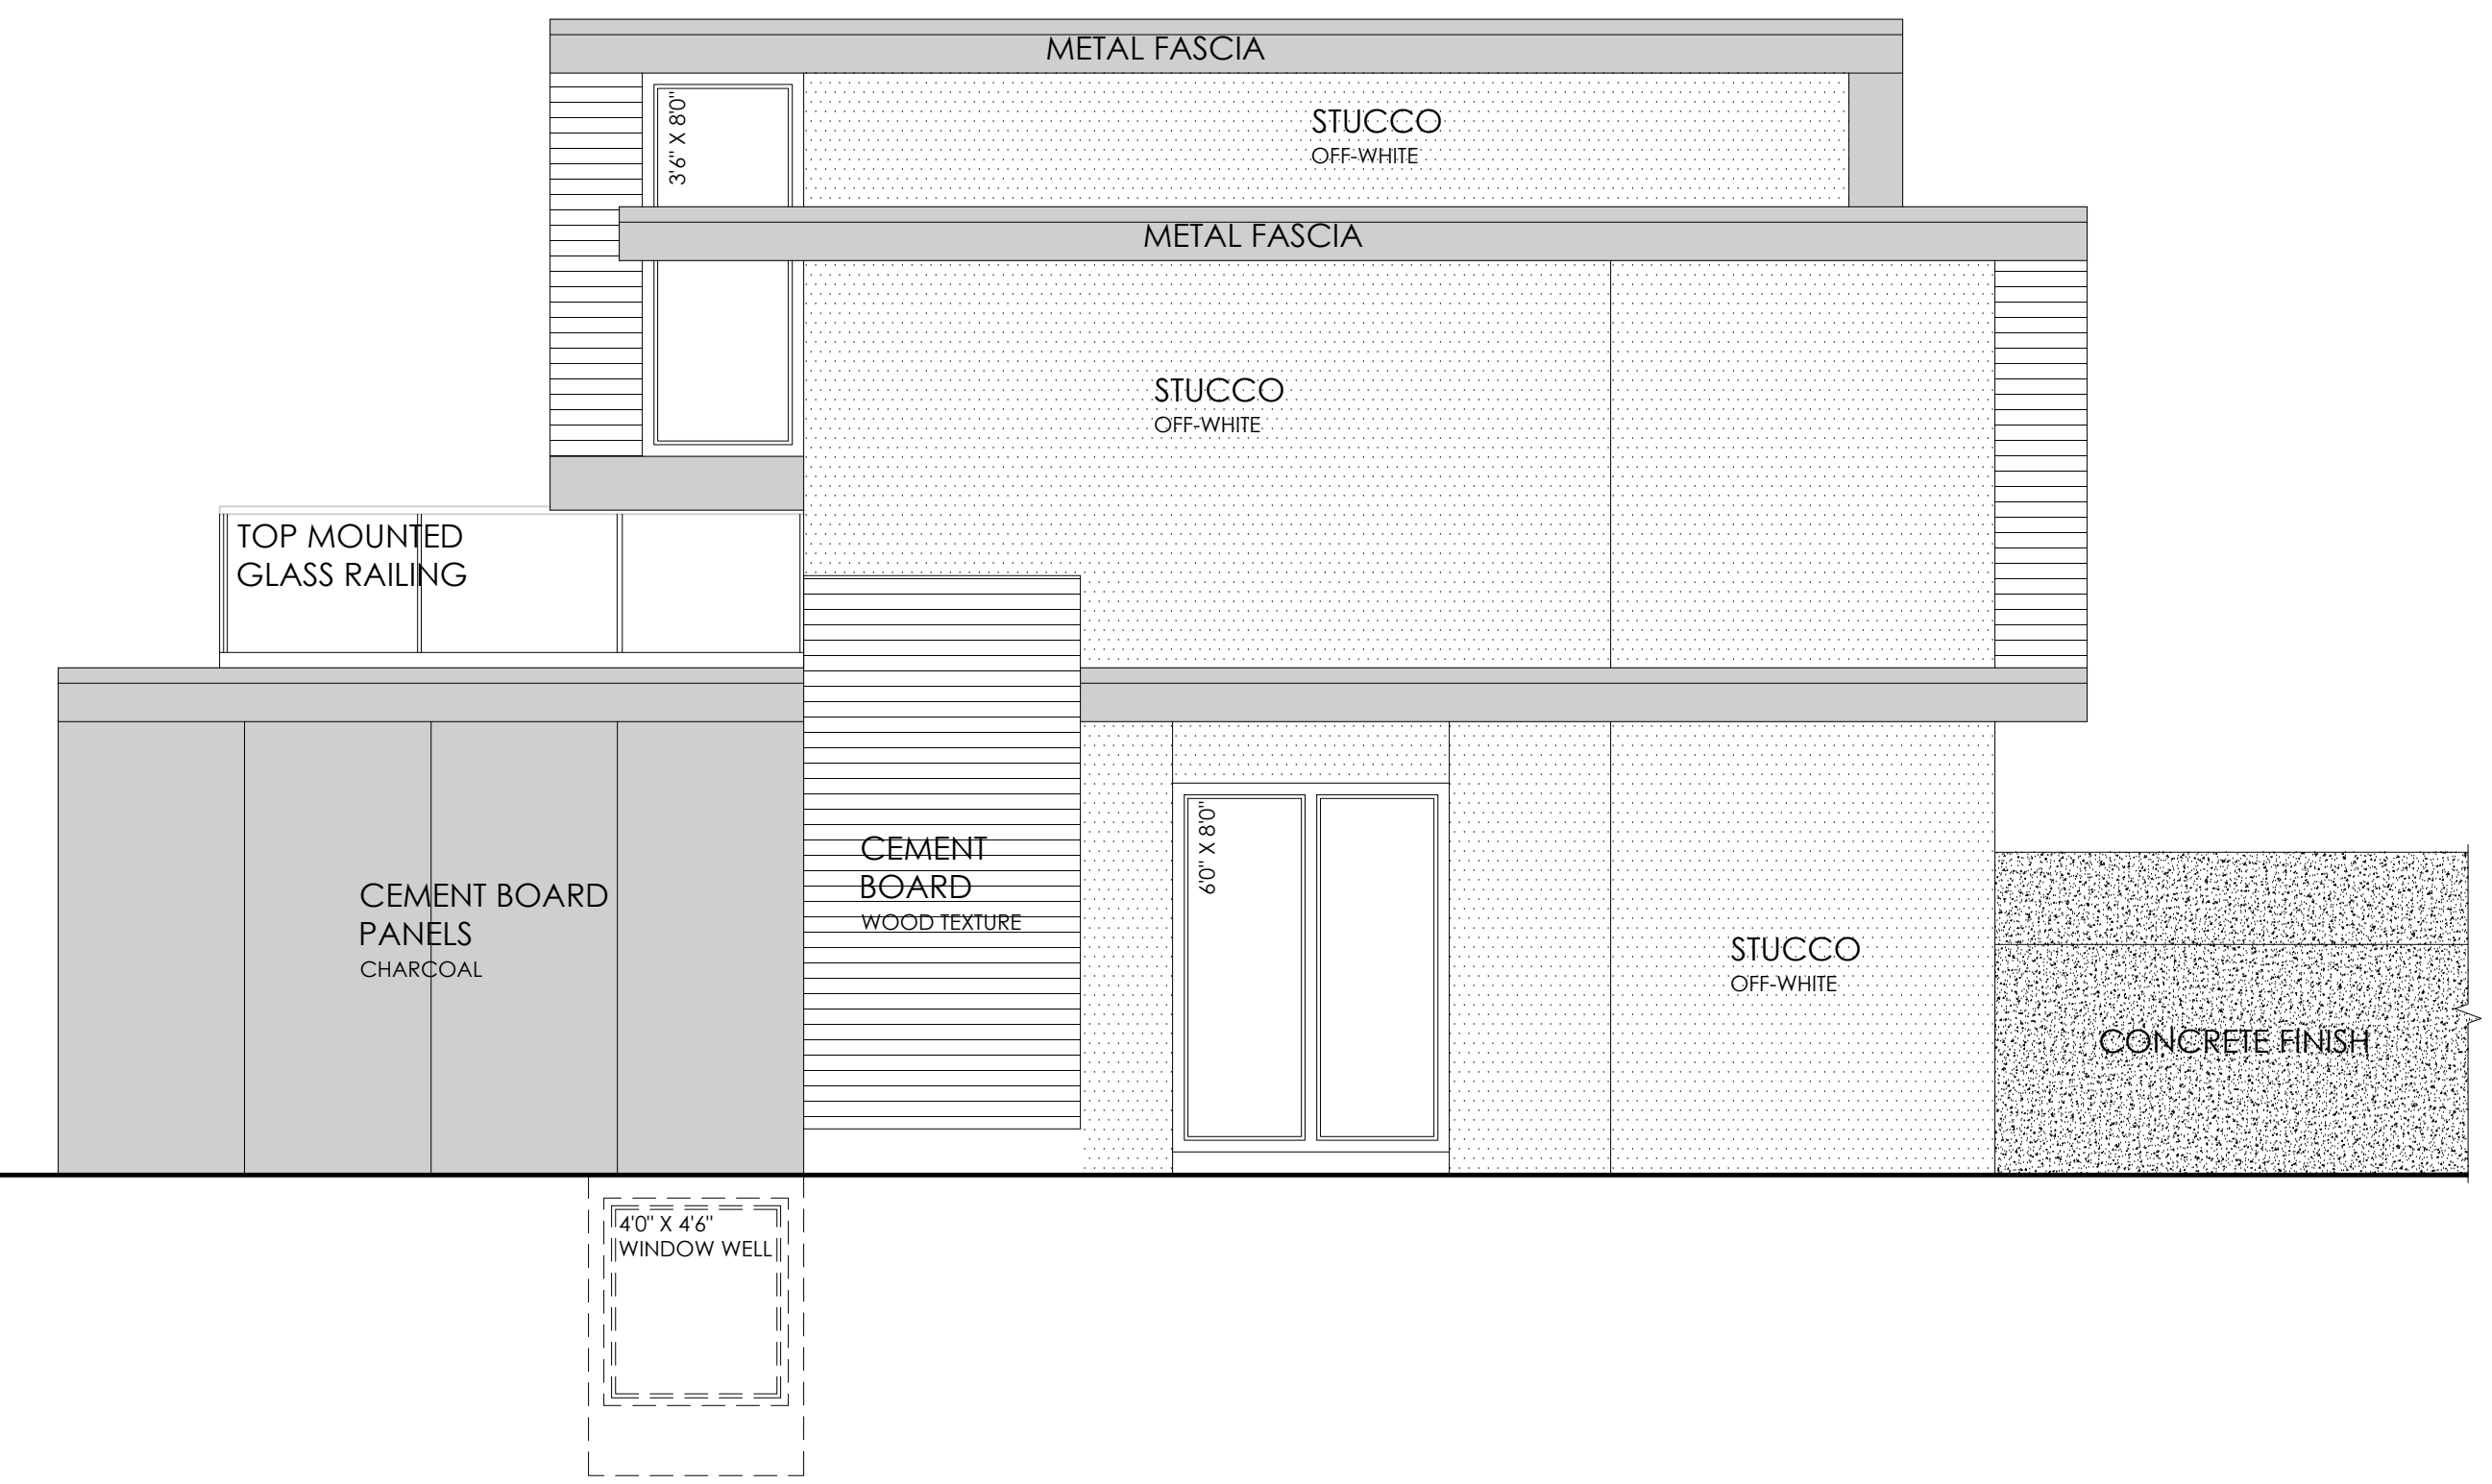 METAL FASCIA
3'6" X 8'0"
STUCCO
OFF-WHITE
METAL FASCIA
STUCCO
OFF-WHITE
TOP MOUNTED
GLASS RAILING
CEMENT BOARD
PANELS
CHARCOAL
CEMENT
BOARD
WOOD TEXTURE
6'0" X 8'0"
STUCCO
OFF-WHITE
CONCRETE FINISH
4'0" X 4'6"
WINDOW WELL